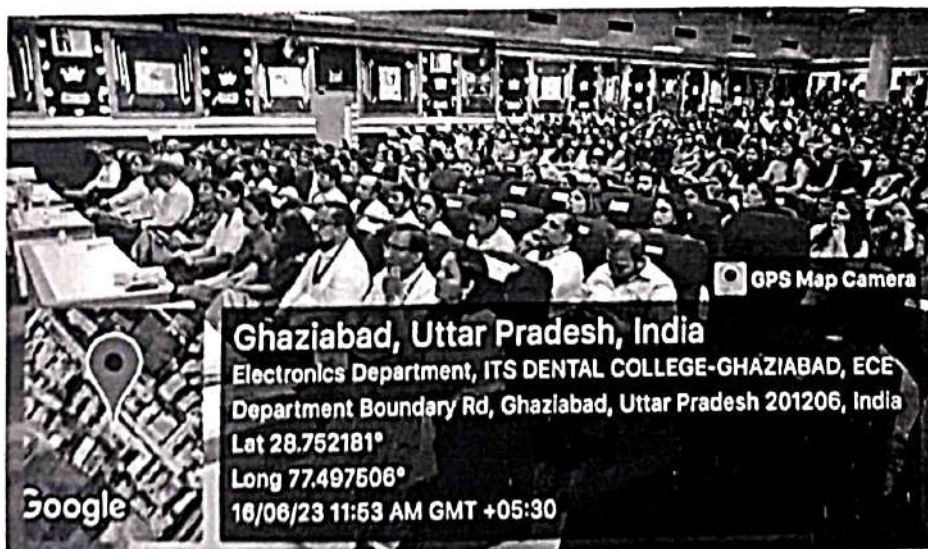 GPS Map Camera
Ghaziabad, Uttar Pradesh, India
Electronics Department, ITS DENTAL COLLEGE-GHAZIABAD, ECE
Department Boundary Rd, Ghaziabad, Uttar Pradesh 201206, India
Lat 28.752181°
Long 77.497506°
16/06/23 11:53 AM GMT +05:30
Google